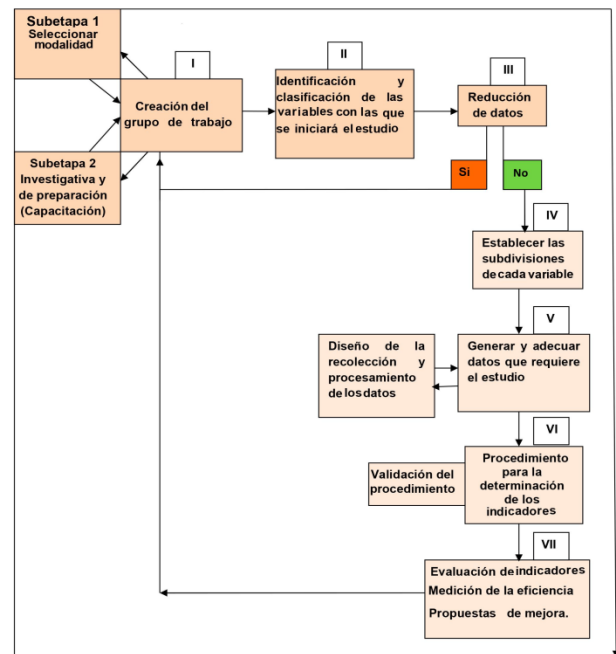 Subetapa 1
Seleccionar
modalidad
I
Creación del
grupo de trabajo
Subetapa 2
Investigativa y
de preparación
(Capacitación)
II
Identificación y
clasificación de las
variables con las que
se iniciará el estudio
III
Reducción
de datos
Si
No
IV
Establecer las
subdivisiones
de cada variable
V
Generar y adecuar
datos que requiere
el estudio
Diseño de la
recolección y
procesamiento
de los datos
VI
Procedimiento
para la
determinación
de los
indicadores
Validación del
procedimiento
VII
Evaluación de indicadores
Medición de la eficiencia
Propuestas de mejora.